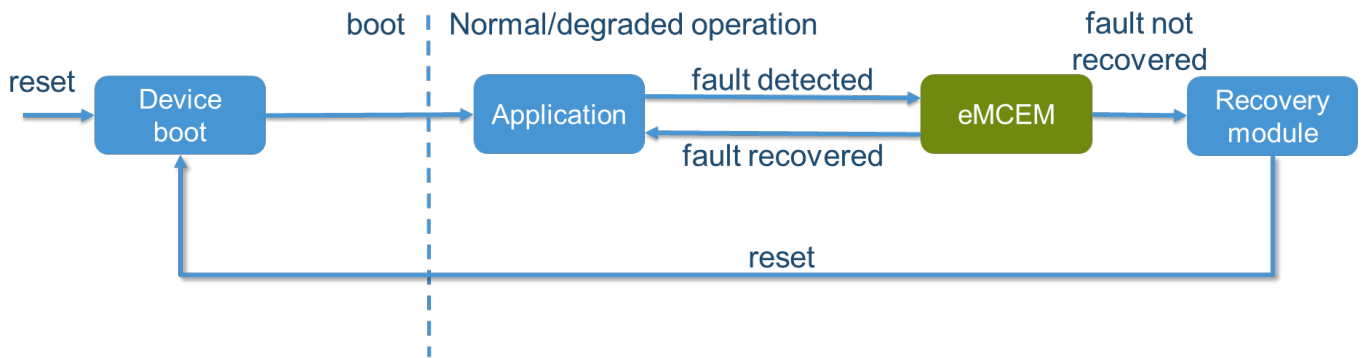 boot
Normal/degraded operation
fault not
recovered
reset
Device
boot
Application
fault detected
fault recovered
eMCEM
Recovery
module
reset